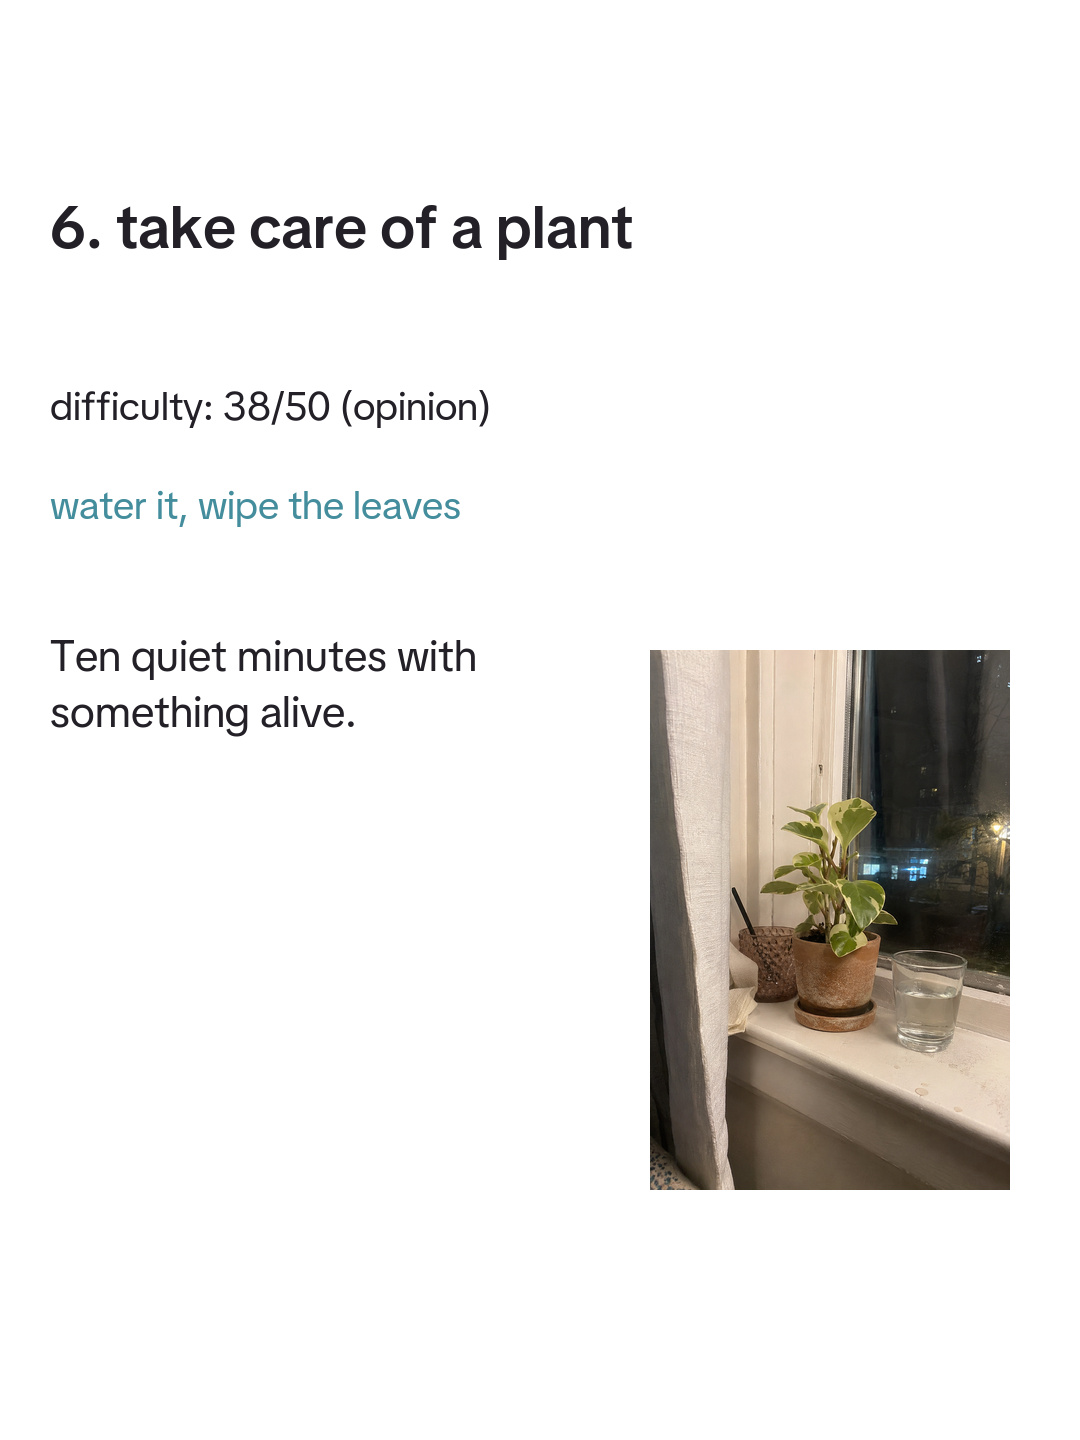 6. take care of a plant
difficulty: 38/50 (opinion)
water it, wipe the leaves
Ten quiet minutes with
something alive.